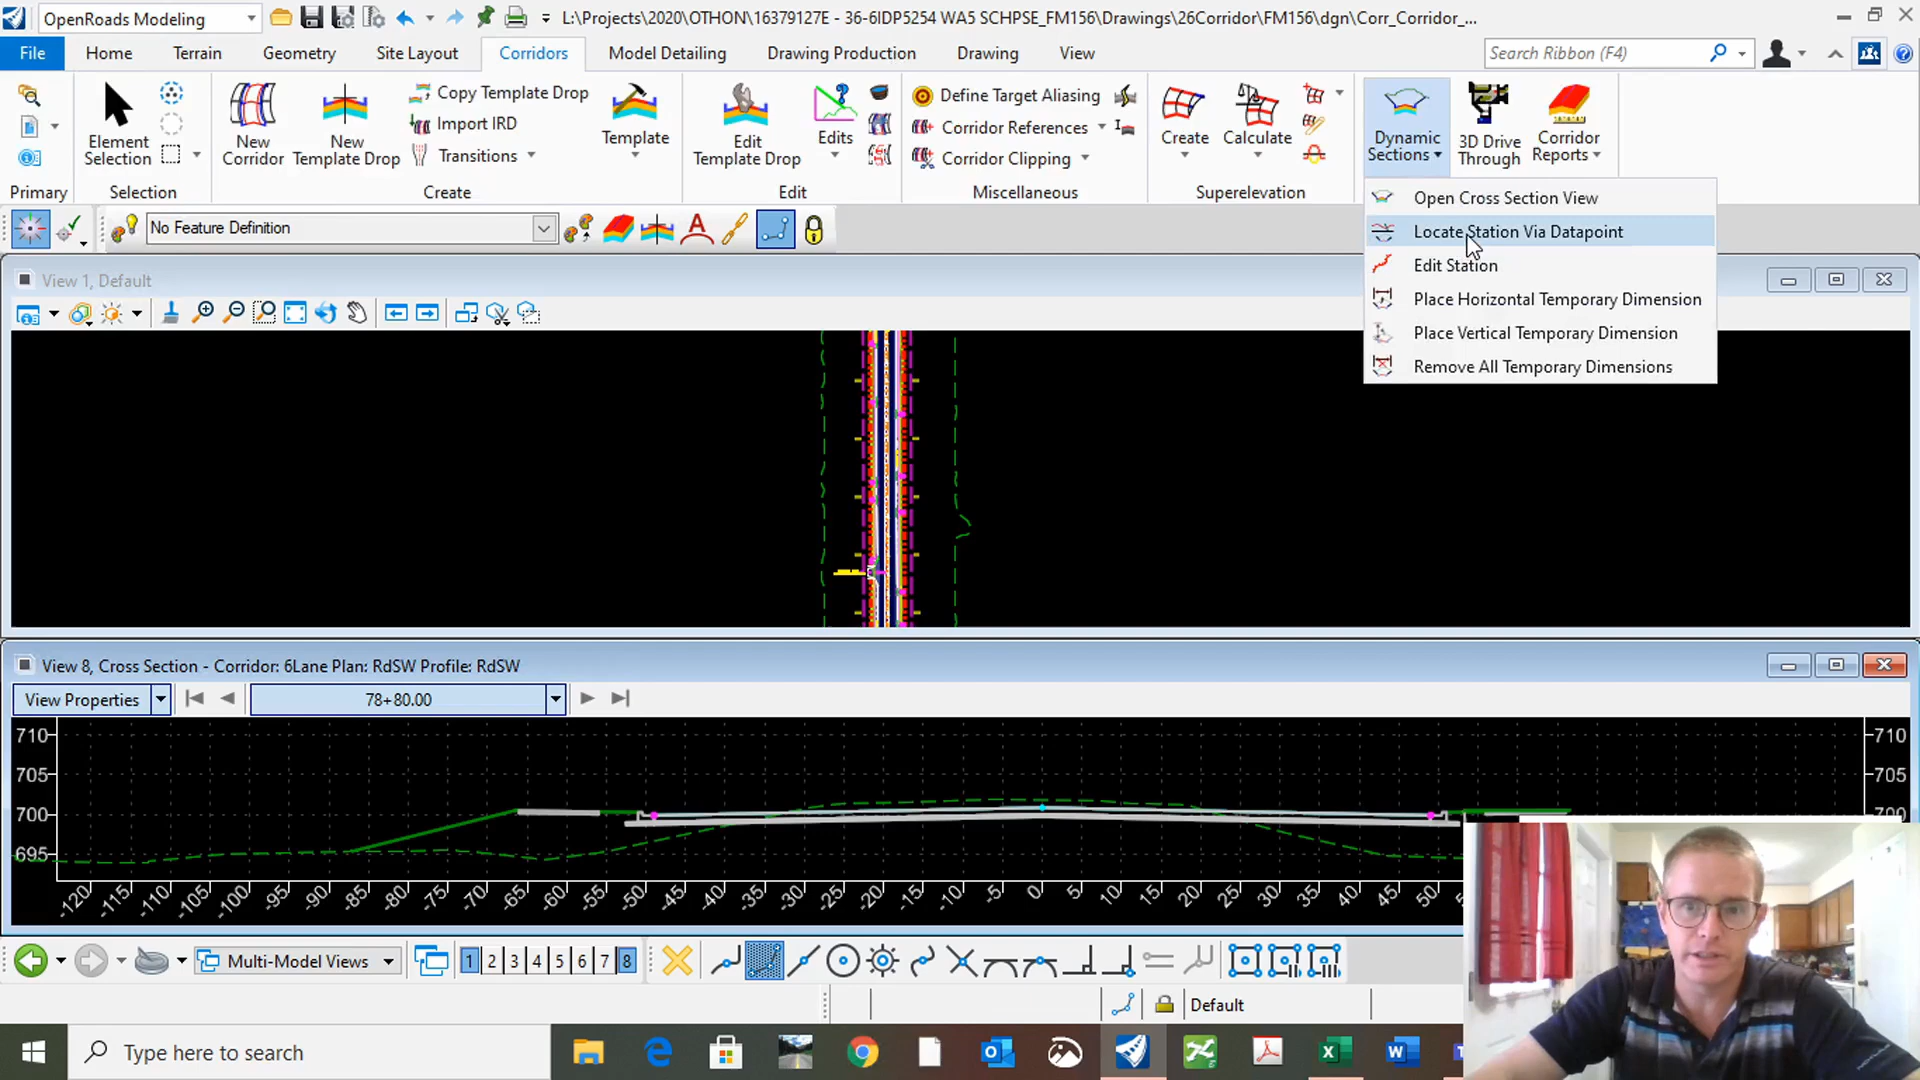 OpenRoads Modeling
L:\Projects\2020\OTHON\16379127E - 36-6IDP5254 WA5 SCHPSE_FM156\Drawings\26Corridor\FM156\dgn\Corr_Corridor_...
File Home Terrain Geometry Site Layout Corridors Model Detailing Drawing Production Drawing View
Search Ribbon (F4)
Element Selection
New Corridor
New Template Drop
Copy Template Drop
Import IRD
Transitions
Template
Edit Template Drop
Edits
Define Target Aliasing
Corridor References
Corridor Clipping
Create
Calculate
Dynamic Sections
3D Drive Through
Corridor Reports
Primary Selection Create Edit Miscellaneous Superelevation
Open Cross Section View
Locate Station Via Datapoint
Edit Station
Place Horizontal Temporary Dimension
Place Vertical Temporary Dimension
Remove All Temporary Dimensions
No Feature Definition
View 1, Default
View 8, Cross Section - Corridor: 6Lane Plan: RdSW Profile: RdSW
View Properties 78+80.00
710 710
705 705
700 700
695
-120 -115 -110 -105 -100 -95 -90 -85 -80 -75 -70 -65 -60 -55 -50 -45 -40 -35 -30 -25 -20 -15 -10 -5 0 5 10 15 20 25 30 35 40 45 50
Multi-Model Views 1 2 3 4 5 6 7 8
Default
Type here to search